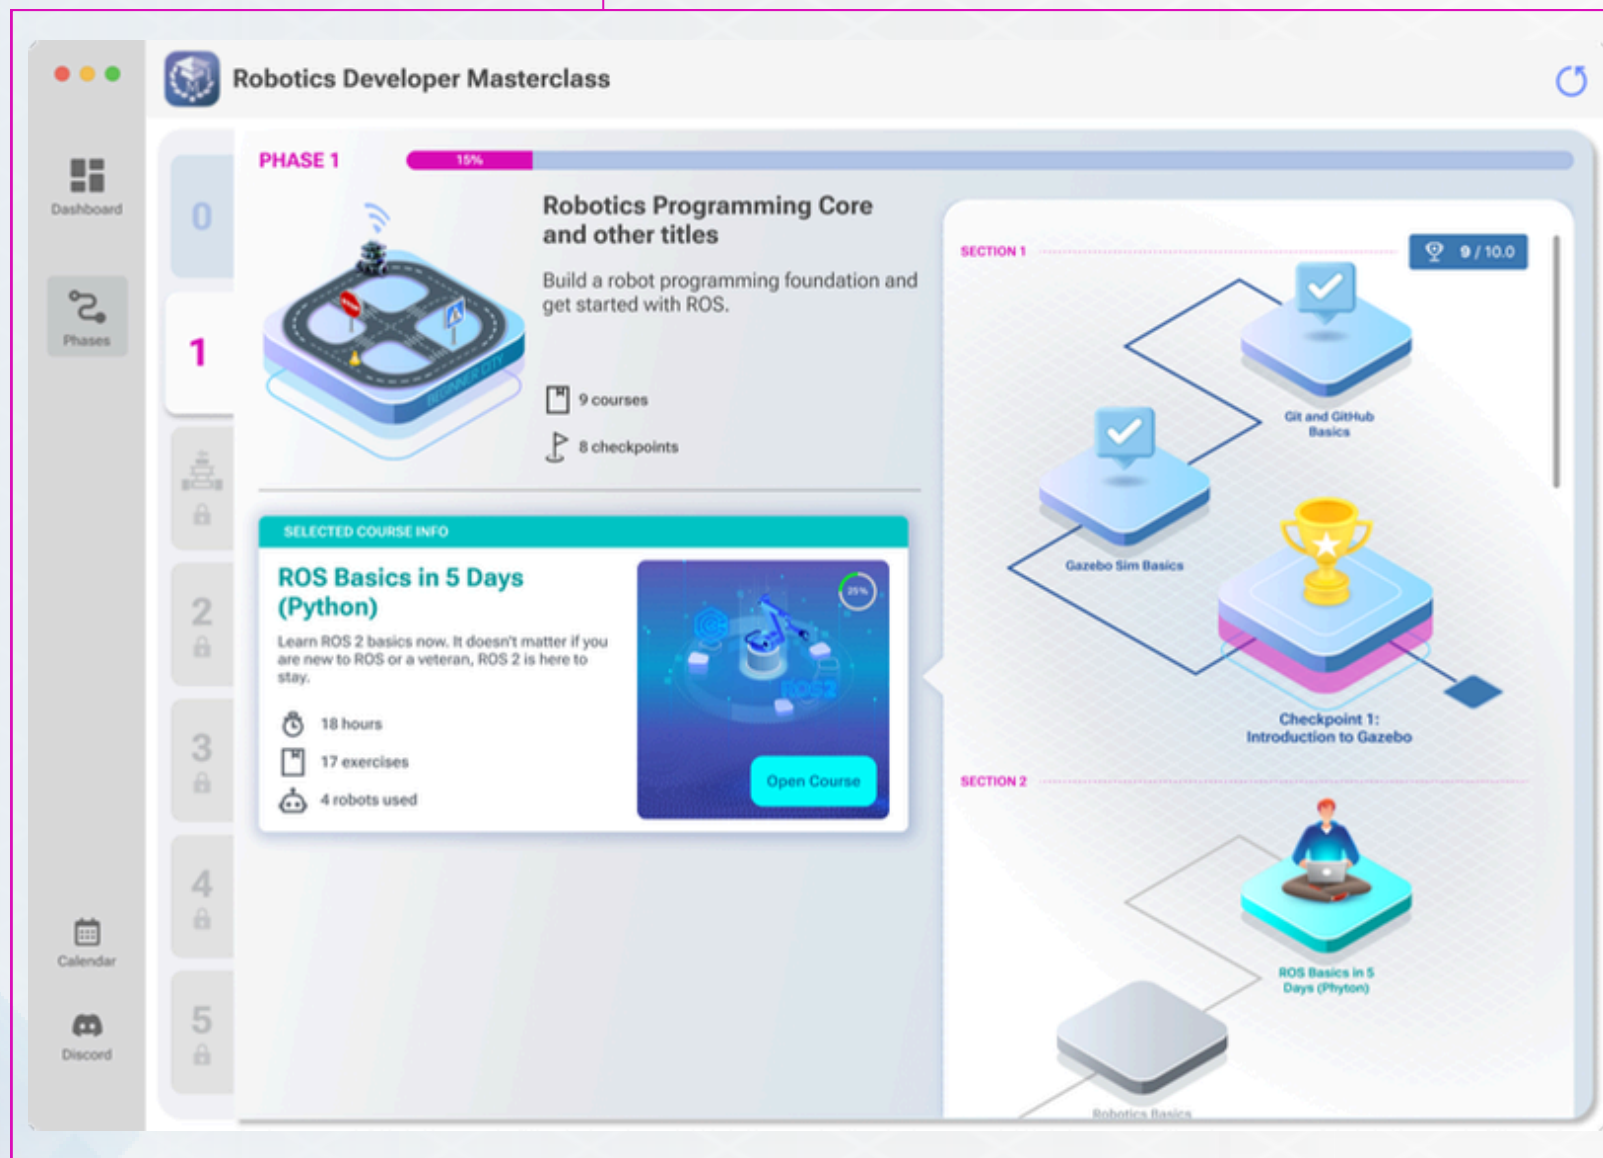 Robotics Developer Masterclass
Dashboard
Phases
Calendar
Discord
0
1
2
3
4
5
PHASE 1
15%
BEGINNER CITY
STOP
Robotics Programming Core
and other titles
Build a robot programming foundation and
get started with ROS.
9 courses
8 checkpoints
SELECTED COURSE INFO
ROS Basics in 5 Days
(Python)
Learn ROS 2 basics now. It doesn't matter if you
are new to ROS or a veteran, ROS 2 is here to
stay.
18 hours
17 exercises
4 robots used
25%
ROS2
Open Course
SECTION 1
9 / 10.0
Git and GitHub
Basics
Gazebo Sim Basics
Checkpoint 1:
Introduction to Gazebo
SECTION 2
ROS Basics in 5
Days (Phyton)
Robotics Basics